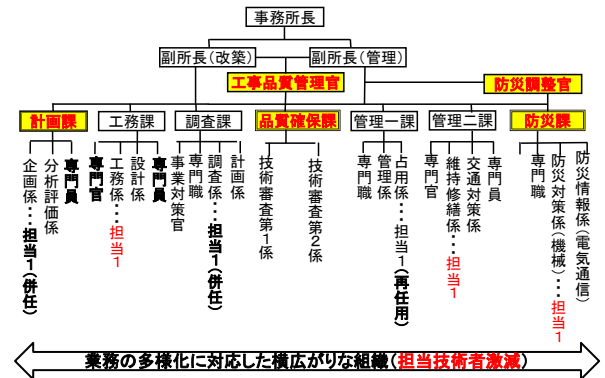 事務所長
副所長(改築)
副所長(管理)
工事品質管理官
防災調整官
計画課
工務課
調査課
品質確保課
管理一課
管理二課
防災課
企画係・・・担当1(併任)
分析評価係
専門員
専門官
工務係・・・担当1
設計係
専門員
事業対策官
専門職
調査係・・・担当1(併任)
計画係
技術審査第1係
技術審査第2係
専門職
管理係
占用係・・・担当1(再任用)
専門官
維持修繕係・・・担当1
交通対策係
専門員
専門職
防災対策係(機械)・・・担当1
防災情報係(電気通信)
業務の多様化に対応した横広がりな組織(担当技術者激減)